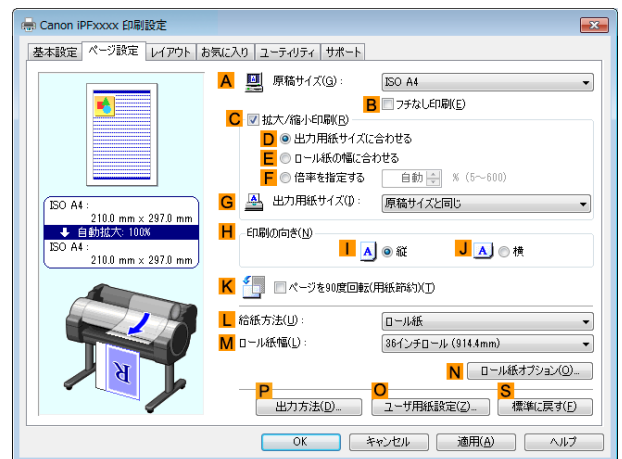 Canon iPFxxxx 印刷設定
基本設定 ページ設定 レイアウト お気に入り ユーティリティ サポート
A 原稿サイズ(G): ISO A4
B フチなし印刷(E)
C 拡大/縮小印刷(R)
D 出力用紙サイズに合わせる
E ロール紙の幅に合わせる
F 倍率を指定する 自動 % (5～600)
G 出力用紙サイズ(I): 原稿サイズと同じ
ISO A4:
210.0 mm x 297.0 mm
自動拡大: 100%
ISO A4:
210.0 mm x 297.0 mm
H 印刷の向き(N)
I A 縦 J A 横
K ページを90度回転(用紙節約)(T)
L 給紙方法(U): ロール紙
M ロール紙幅(L): 36インチロール (914.4mm)
N ロール紙オプション(O)...
R
P O S
出力方法(D)... ユーザ用紙設定(Z)... 標準に戻す(F)
OK キャンセル 適用(A) ヘルプ